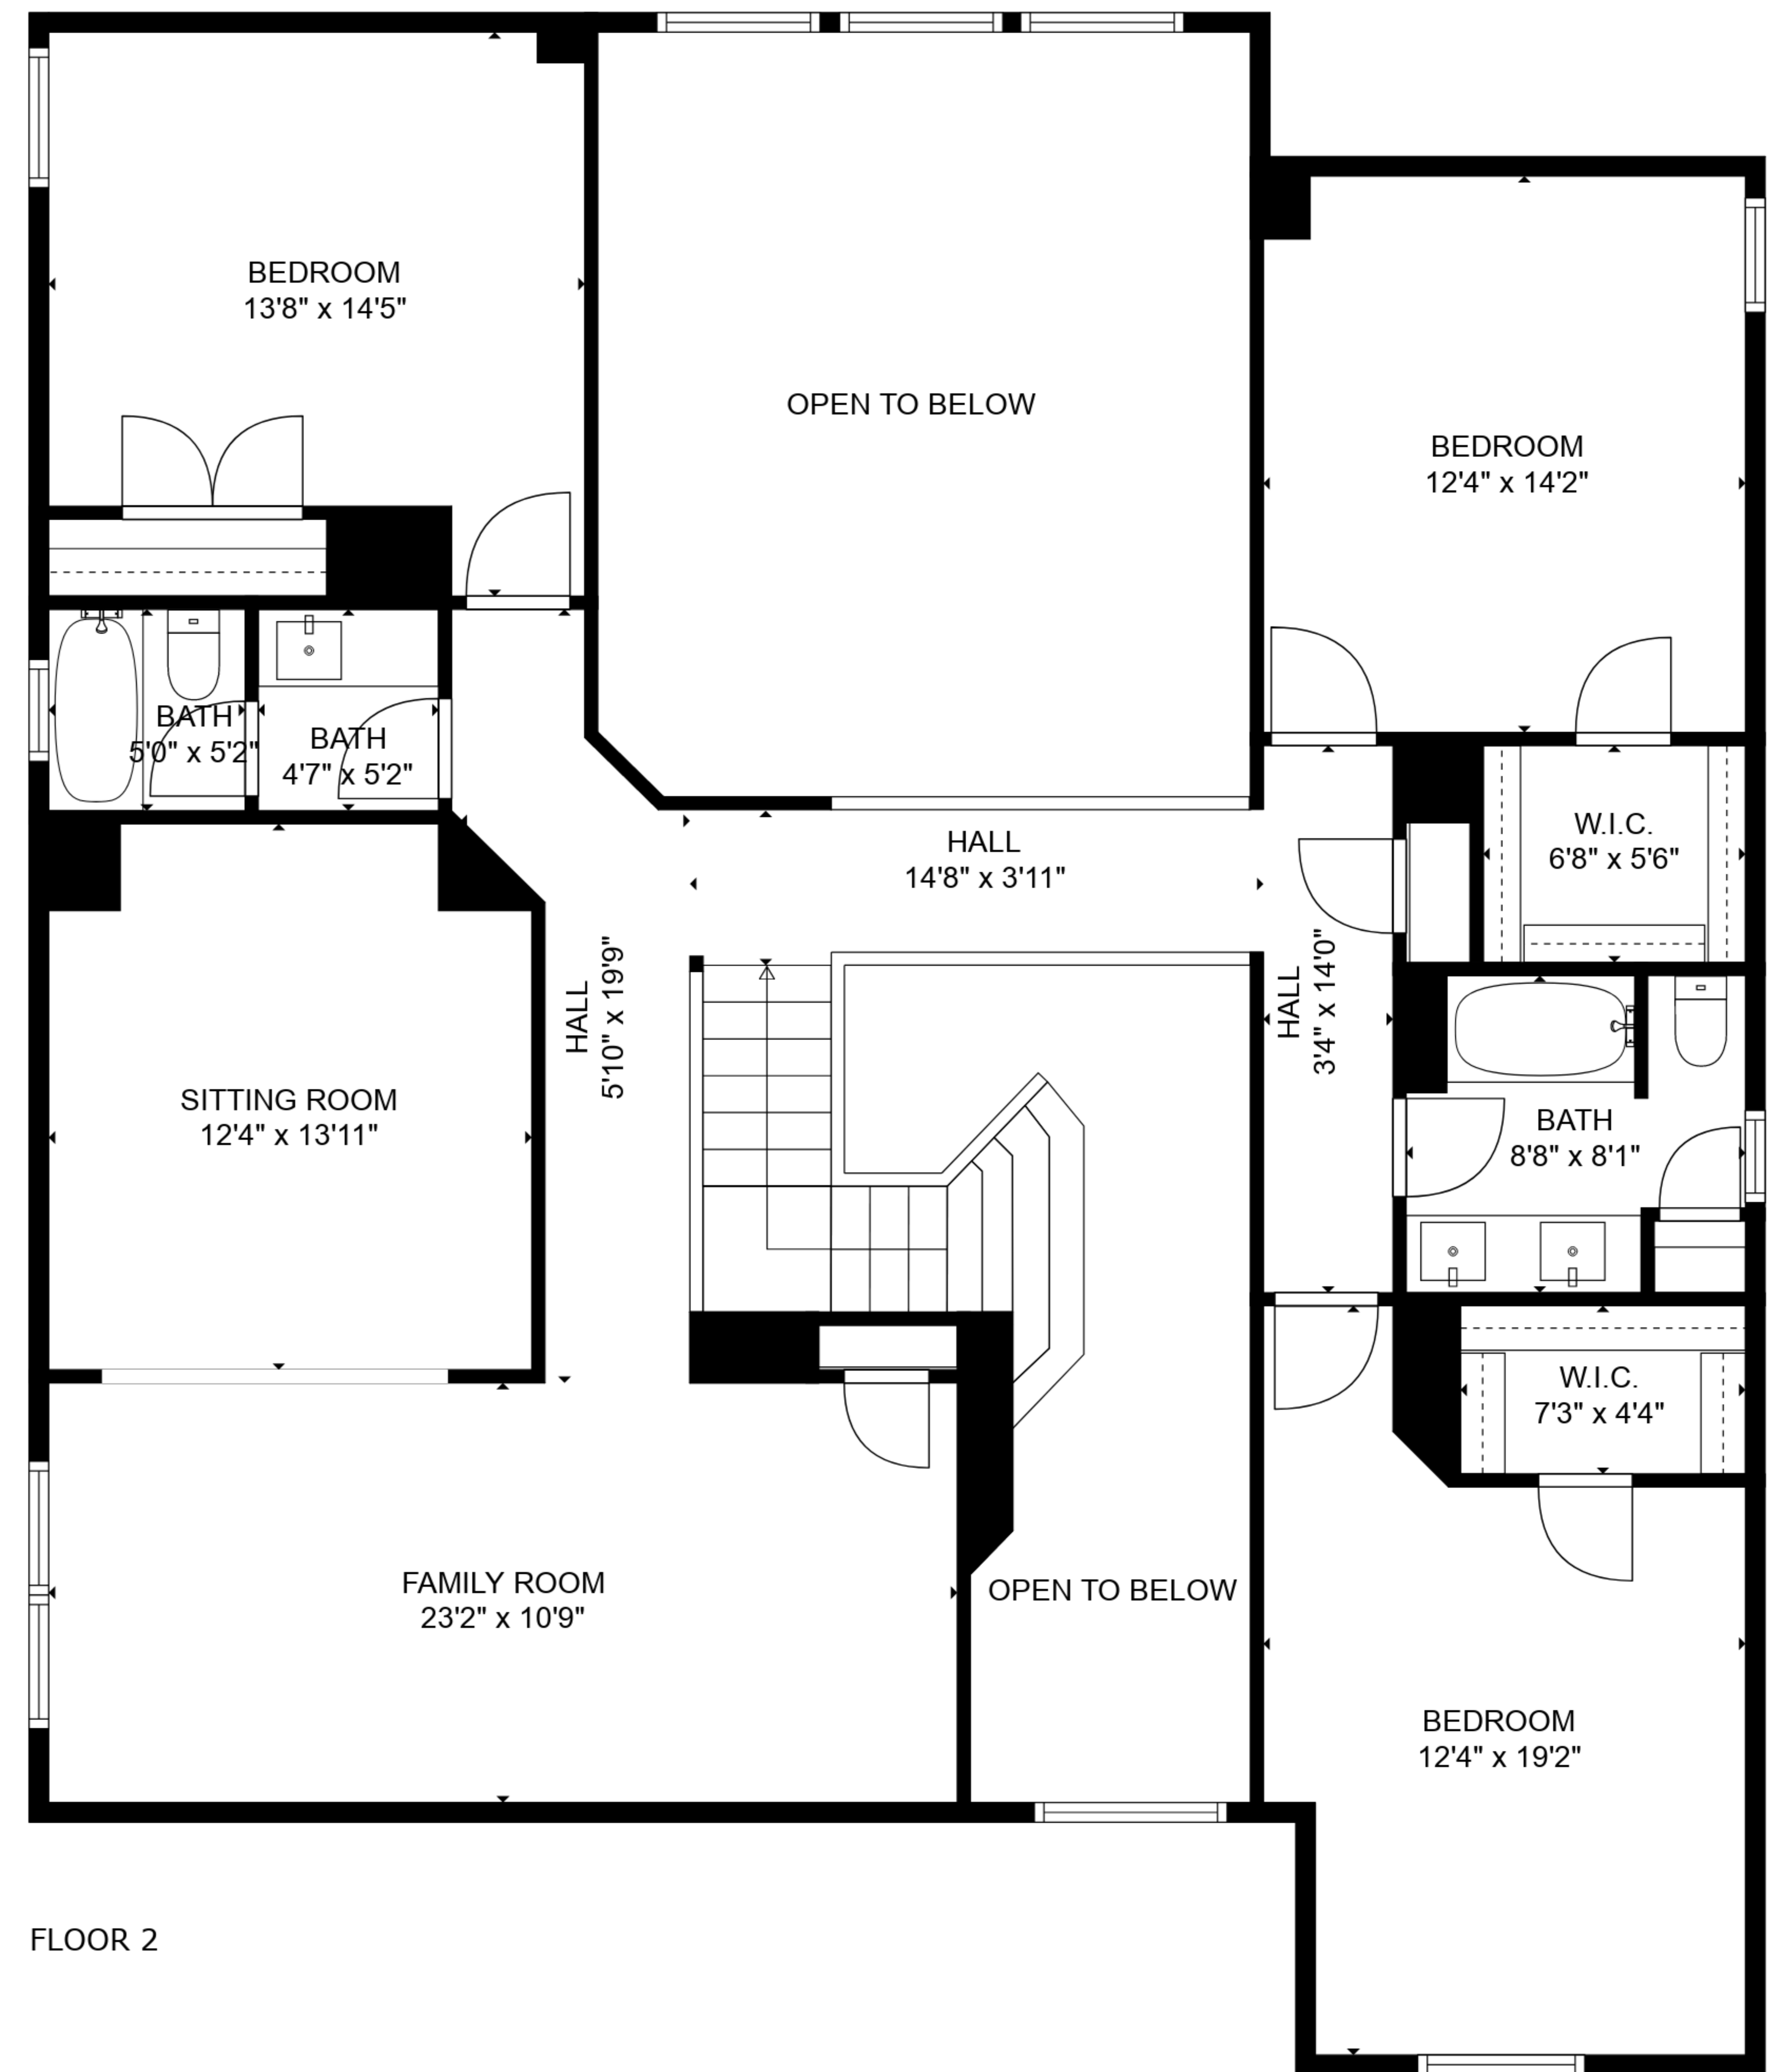 BEDROOM
13'8" x 14'5"
OPEN TO BELOW
BEDROOM
12'4" x 14'2"
BATH
5'0" x 5'2"
BATH
4'7" x 5'2"
HALL
14'8" x 3'11"
W.I.C.
6'8" x 5'6"
HALL
5'10" x 19'9"
HALL
3'4" x 14'0"
SITTING ROOM
12'4" x 13'11"
BATH
8'8" x 8'1"
W.I.C.
7'3" x 4'4"
FAMILY ROOM
23'2" x 10'9"
OPEN TO BELOW
BEDROOM
12'4" x 19'2"
FLOOR 2